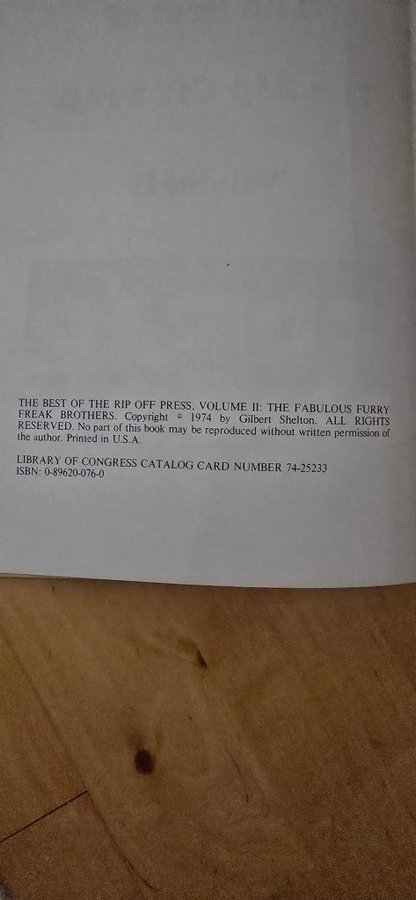 THE BEST OF THE RIP OFF PRESS, VOLUME II: THE FABULOUS FURRY
FREAK BROTHERS. Copyright © 1974 by Gilbert Shelton. ALL RIGHTS
RESERVED. No part of this book may be reproduced without written permission of
the author. Printed in U.S.A.
LIBRARY OF CONGRESS CATALOG CARD NUMBER 74-25233
ISBN: 0-89620-076-0